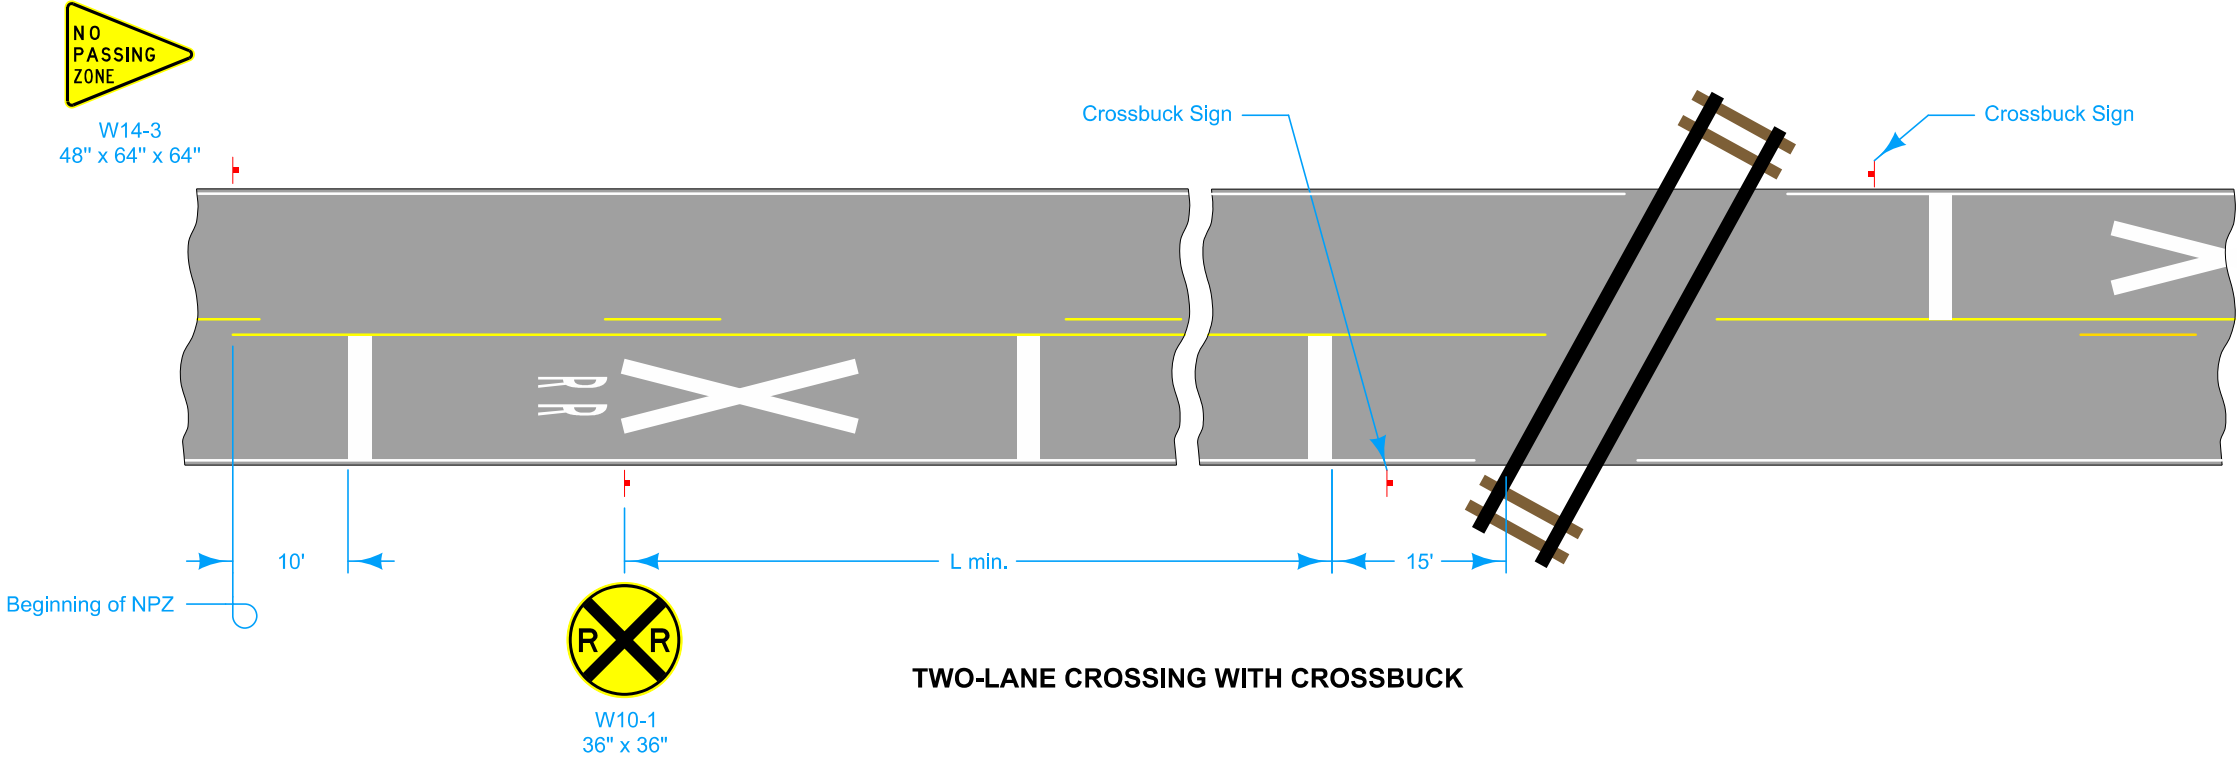 NO
PASSING
ZONE
W14-3
48" x 64" x 64"
Crossbuck Sign
Crossbuck Sign
R R
10'
L min.
15'
Beginning of NPZ
R R
W10-1
36" x 36"
TWO-LANE CROSSING WITH CROSSBUCK